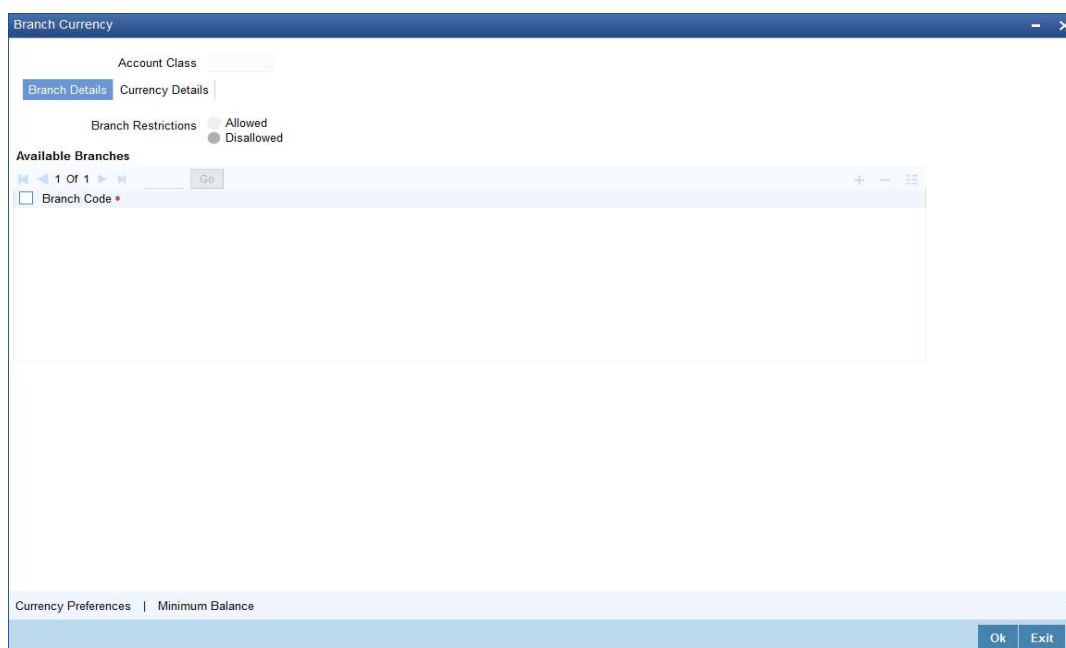 Branch Currency
Account Class
Branch Details Currency Details
Branch Restrictions Allowed
Disallowed
Available Branches
1 Of 1 Go
Branch Code *
Currency Preferences | Minimum Balance
Ok Exit